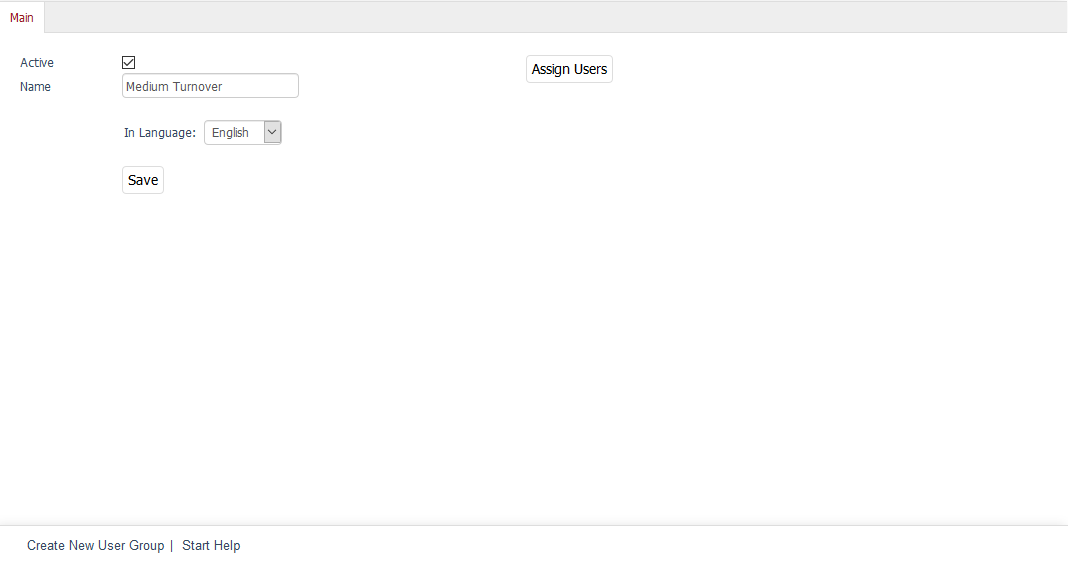 Main
Active
Assign Users
Name Medium Turnover
In Language: English
Save
Create New User Group | Start Help